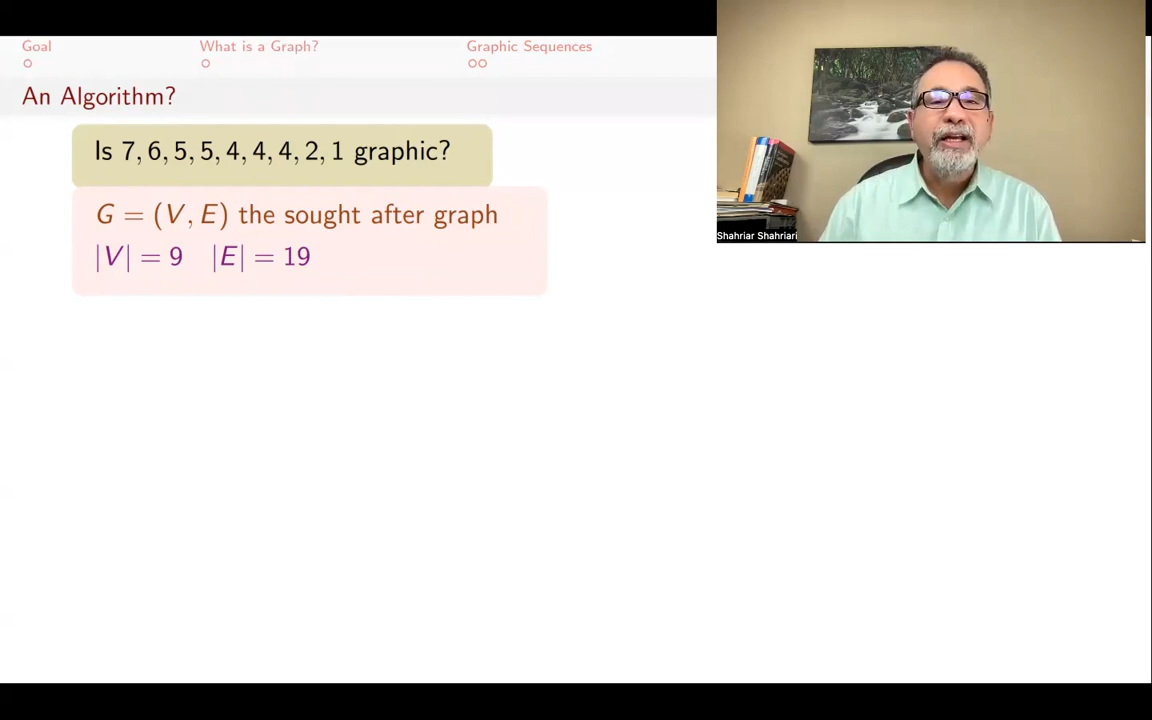 Goal
What is a Graph?
Graphic Sequences
An Algorithm?
Is 7, 6, 5, 5, 4, 4, 4, 2, 1 graphic?
G = (V, E) the sought after graph
|V| = 9 |E| = 19
Shahriar Shahriari